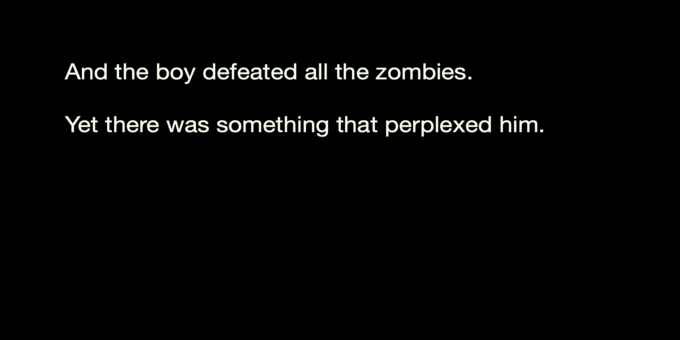 And the boy defeated all the zombies.
Yet there was something that perplexed him.